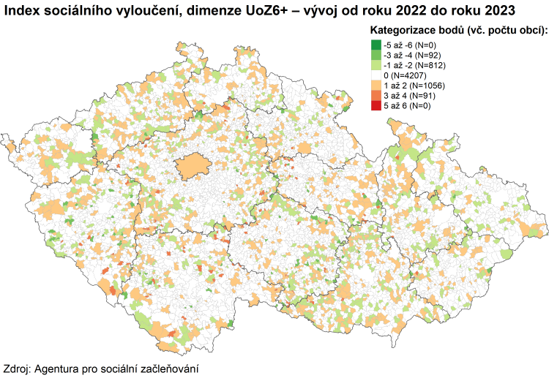 Index sociálního vyloučení, dimenze UoZ6+ – vývoj od roku 2022 do roku 2023
Kategorizace bodů (vč. počtu obcí):
-5 až -6 (N=0)
-3 až -4 (N=92)
-1 až -2 (N=812)
0 (N=4207)
1 až 2 (N=1056)
3 až 4 (N=91)
5 až 6 (N=0)
Zdroj: Agentura pro sociální začleňování